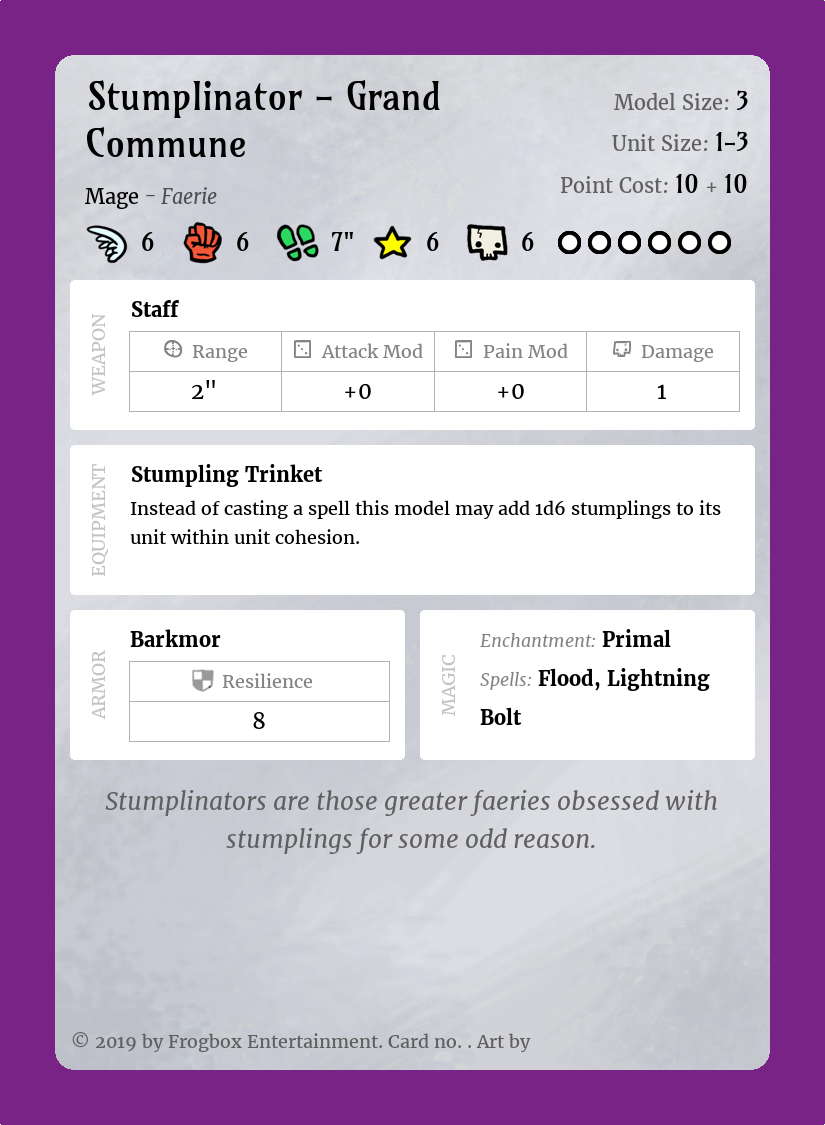 Stumplinator – Grand
Commune
Model Size: 3
Unit Size: 1–3
Point Cost: 10 + 10
Mage – Faerie
6 6 7" 6 6
WEAPON
Staff
Range Attack Mod Pain Mod Damage
2" +0 +0 1
EQUIPMENT
Stumpling Trinket
Instead of casting a spell this model may add 1d6 stumplings to its
unit within unit cohesion.
ARMOR
Barkmor
Resilience
8
MAGIC
Enchantment: Primal
Spells: Flood, Lightning
Bolt
Stumplinators are those greater faeries obsessed with
stumplings for some odd reason.
© 2019 by Frogbox Entertainment. Card no. . Art by